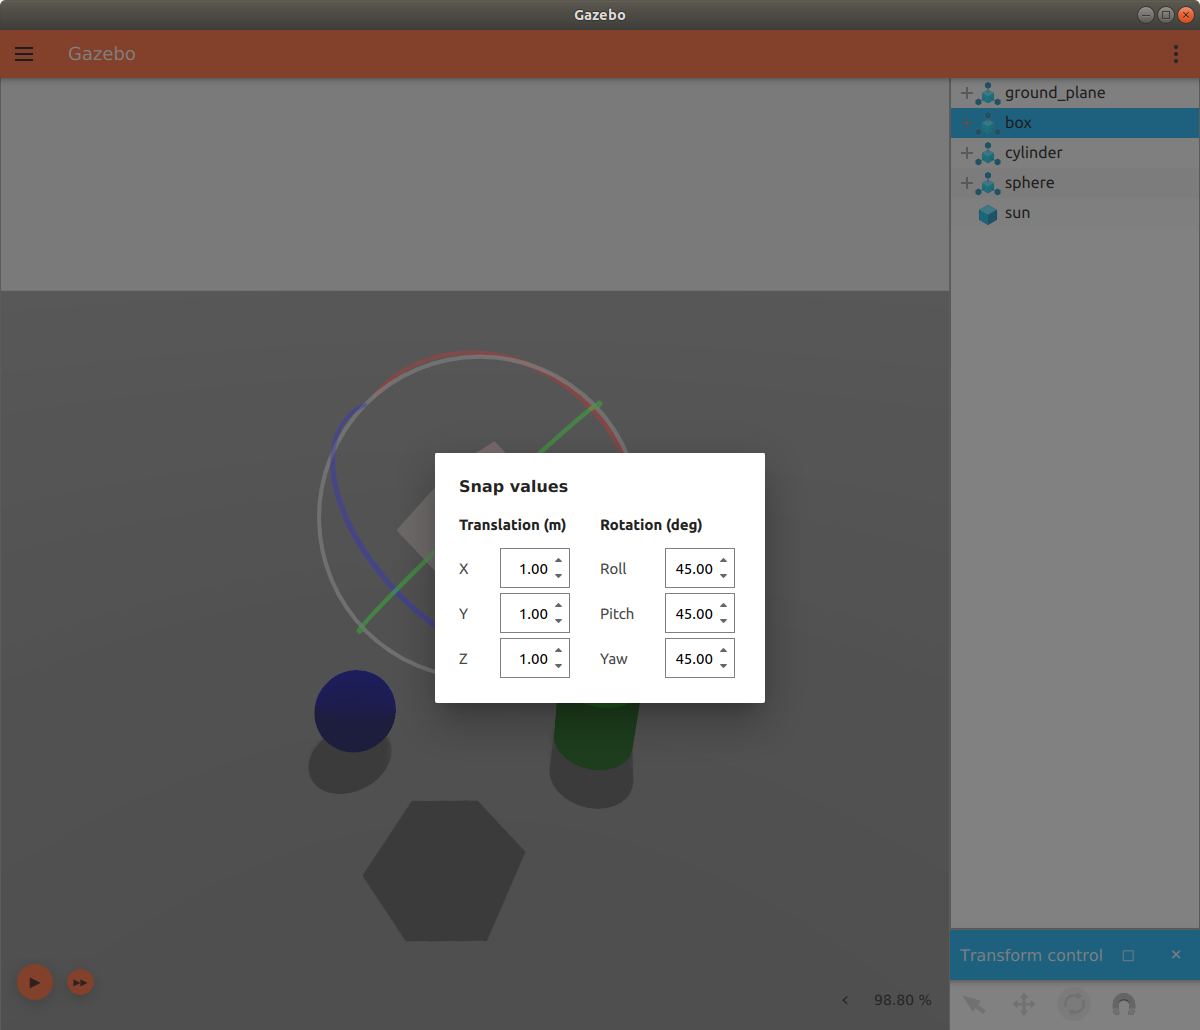 Gazebo
Gazebo
ground_plane
box
cylinder
sphere
sun
Snap values
Translation (m) Rotation (deg)
X 1.00 Roll 45.00
Y 1.00 Pitch 45.00
Z 1.00 Yaw 45.00
Transform control
98.80 %